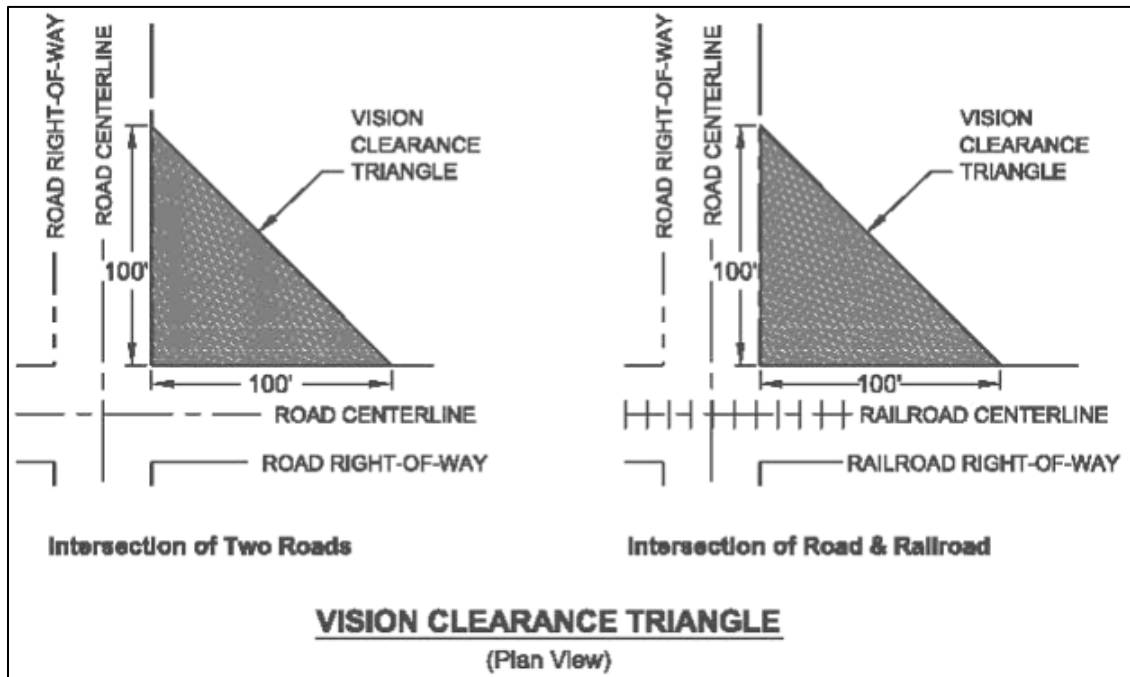 ROAD RIGHT-OF-WAY
ROAD CENTERLINE
VISION
CLEARANCE
TRIANGLE
100'
100'
ROAD CENTERLINE
ROAD RIGHT-OF-WAY
Intersection of Two Roads
ROAD RIGHT-OF-WAY
ROAD CENTERLINE
VISION
CLEARANCE
TRIANGLE
100'
100'
RAILROAD CENTERLINE
RAILROAD RIGHT-OF-WAY
Intersection of Road & Railroad
VISION CLEARANCE TRIANGLE
(Plan View)